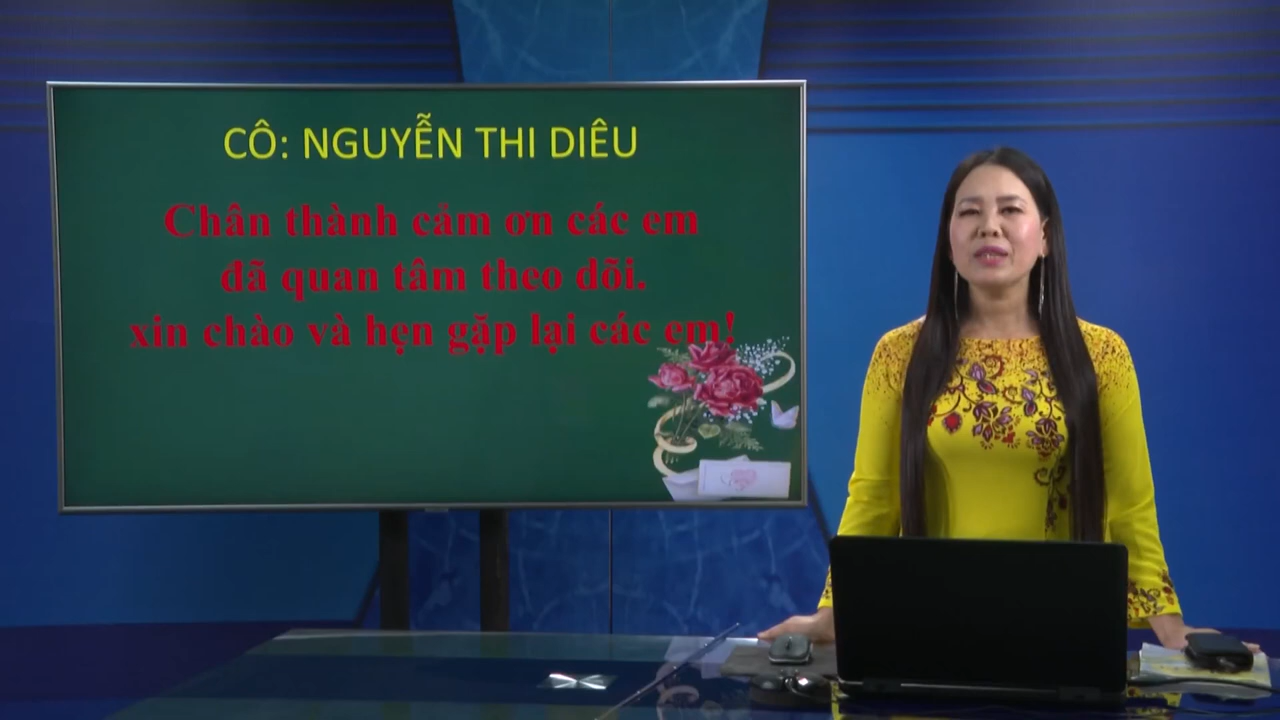 CÔ: NGUYỄN THI DIÊU
Chân thành cảm ơn các em
đã quan tâm theo dõi.
xin chào và hẹn gặp lại các em!